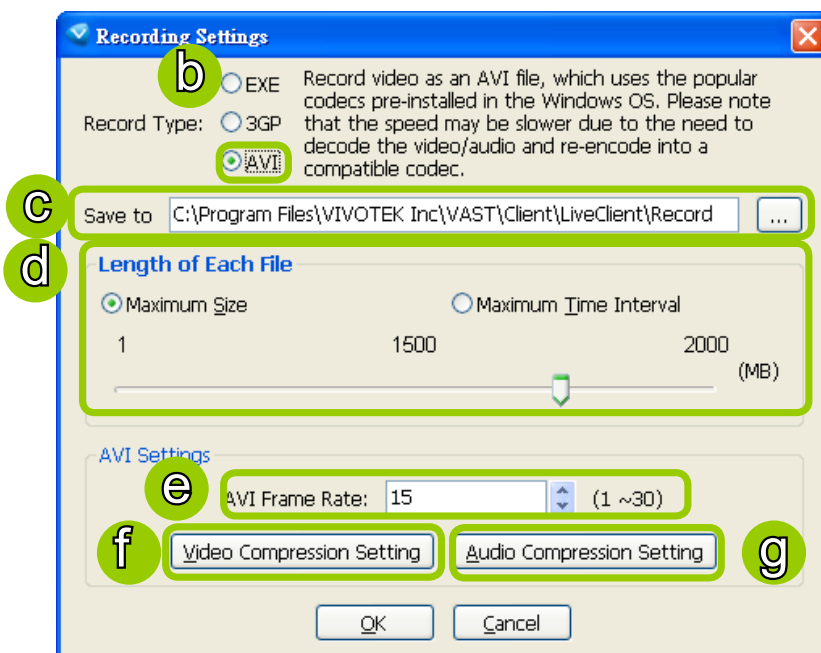 Recording Settings
b
EXE
Record Type:
3GP
AVI
Record video as an AVI file, which uses the popular
codecs pre-installed in the Windows OS. Please note
that the speed may be slower due to the need to
decode the video/audio and re-encode into a
compatible codec.
c
Save to
C:\Program Files\VIVOTEK Inc\VAST\Client\LiveClient\Record
...
d
Length of Each File
Maximum Size
Maximum Time Interval
1
1500
2000
(MB)
AVI Settings
e
AVI Frame Rate:
15
(1 ~30)
f
Video Compression Setting
Audio Compression Setting
g
OK
Cancel